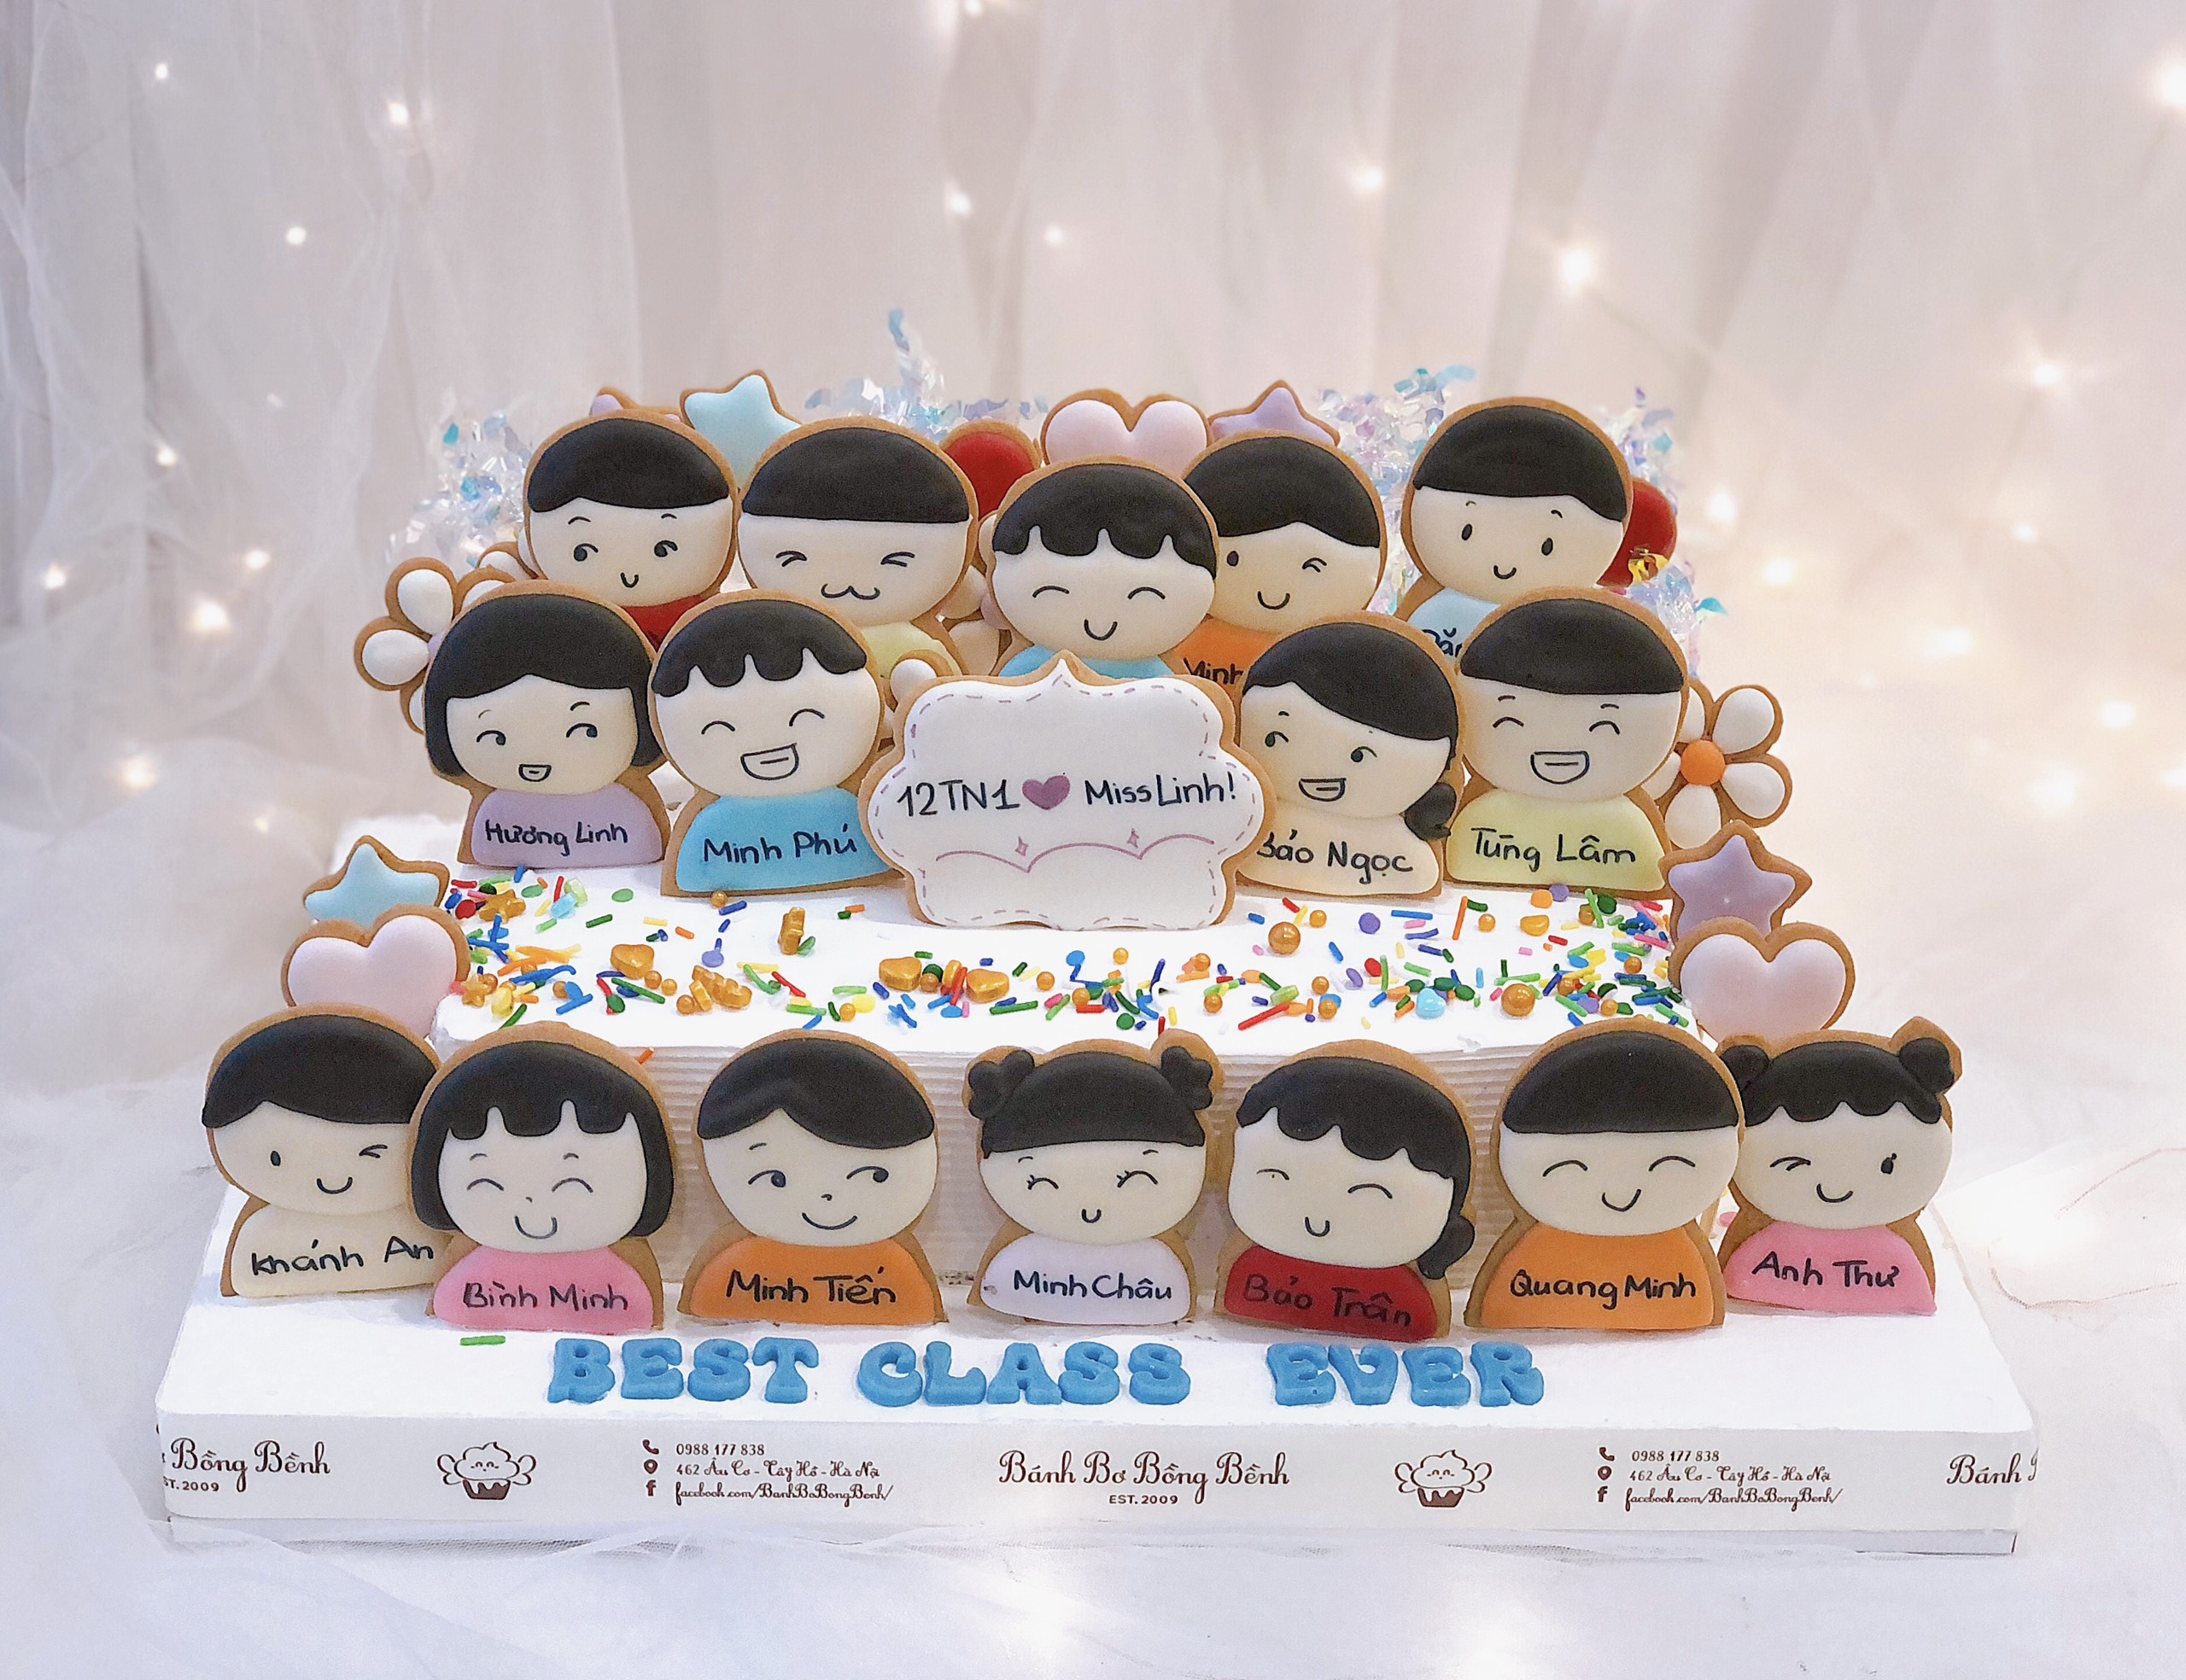 Minh
Hương Linh
Minh Phú
12TN1 Miss Linh!
Bảo Ngọc
Tùng Lâm
Khánh An
Bình Minh
Minh Tiến
Minh Châu
Bảo Trân
Quang Minh
Anh Thư
BEST CLASS EVER
Bồng Bềnh
EST. 2009
0988 177 838
462 Âu Cơ - Tây Hồ - Hà Nội
facebook.com/BanhBoBongBenh/
Bánh Bơ Bồng Bềnh
EST. 2009
0988 177 838
462 Âu Cơ - Tây Hồ - Hà Nội
facebook.com/BanhBoBongBenh/
Bánh